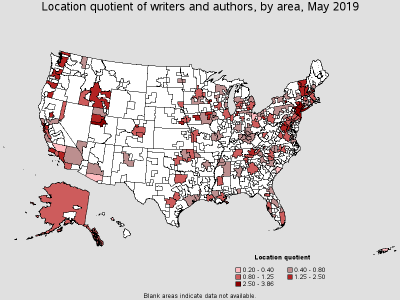 Location quotient of writers and authors, by area, May 2019
Location quotient
0.20 - 0.40
0.40 - 0.80
0.80 - 1.25
1.25 - 2.50
2.50 - 3.86
Blank areas indicate data not available.